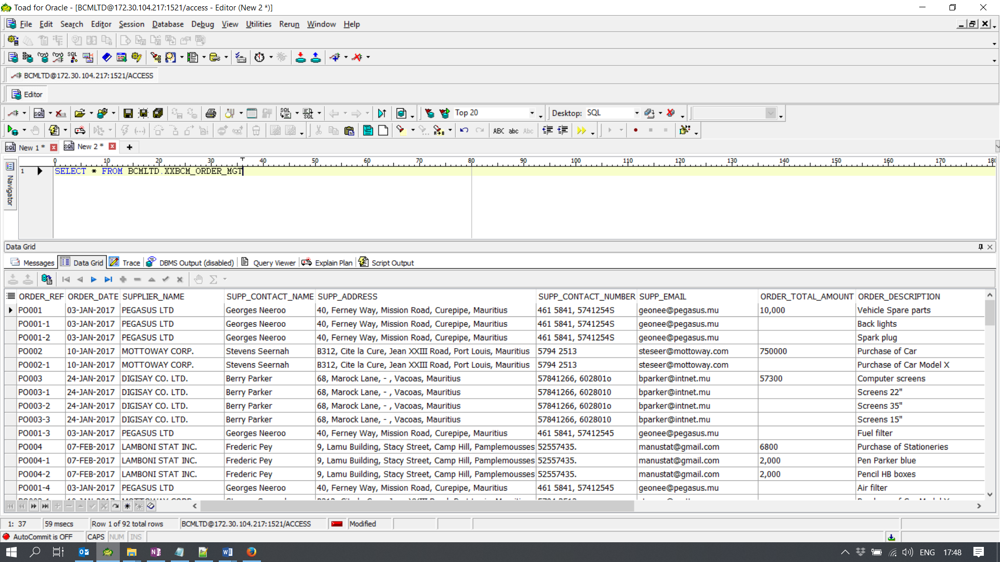 Toad for Oracle - [BCMLTD@172.30.104.217:1521/access - Editor (New 2 *)]
File Edit Search Editor Session Database Debug View Utilities Rerun Window Help
BCMLTD@172.30.104.217:1521/ACCESS
Editor
Top 20 Desktop: SQL
New 1 * New 2 *
0 10 20 30 40 50 60 70 80 90 100 110 120 130 140 150 160 170 180
1 SELECT * FROM BCMLTD.XXBCM_ORDER_MGT
Navigator
Data Grid
Messages Data Grid Trace DBMS Output (disabled) Query Viewer Explain Plan Script Output
ORDER_REF ORDER_DATE SUPPLIER_NAME SUPP_CONTACT_NAME SUPP_ADDRESS SUPP_CONTACT_NUMBER SUPP_EMAIL ORDER_TOTAL_AMOUNT ORDER_DESCRIPTION
PO001 03-JAN-2017 PEGASUS LTD Georges Neeroo 40, Ferney Way, Mission Road, Curepipe, Mauritius 461 5841, 5741254S geonee@pegasus.mu 10,000 Vehicle Spare parts
PO001-1 03-JAN-2017 PEGASUS LTD Georges Neeroo 40, Ferney Way, Mission Road, Curepipe, Mauritius 461 5841, 5741254S geonee@pegasus.mu Back lights
PO001-2 03-JAN-2017 PEGASUS LTD Georges Neeroo 40, Ferney Way, Mission Road, Curepipe, Mauritius 461 5841, 5741254S geonee@pegasus.mu Spark plug
PO002 10-JAN-2017 MOTTOWAY CORP. Stevens Seernah B312, Cite la Cure, Jean XXIII Road, Port Louis, Mauritius 5794 2513 steseer@mottoway.com 750000 Purchase of Car
PO002-1 10-JAN-2017 MOTTOWAY CORP. Stevens Seernah B312, Cite la Cure, Jean XXIII Road, Port Louis, Mauritius 5794 2513 steseer@mottoway.com Purchase of Car Model X
PO003 24-JAN-2017 DIGISAY CO. LTD. Berry Parker 68, Marock Lane, - , Vacoas, Mauritius 57841266, 602801o bparker@intnet.mu 57300 Computer screens
PO003-1 24-JAN-2017 DIGISAY CO. LTD. Berry Parker 68, Marock Lane, - , Vacoas, Mauritius 57841266, 6028010 bparker@intnet.mu Screens 22"
PO003-2 24-JAN-2017 DIGISAY CO. LTD. Berry Parker 68, Marock Lane, - , Vacoas, Mauritius 57841266, 602801o bparker@intnet.mu Screens 35"
PO003-3 24-JAN-2017 DIGISAY CO. LTD. Berry Parker 68, Marock Lane, - , Vacoas, Mauritius 57841266, 6028010 bparker@intnet.mu Screens 15"
PO001-3 03-JAN-2017 PEGASUS LTD Georges Neeroo 40, Ferney Way, Mission Road, Curepipe, Mauritius 461 5841, 57412545 geonee@pegasus.mu Fuel filter
PO004 07-FEB-2017 LAMBONI STAT INC. Frederic Pey 9, Lamu Building, Stacy Street, Camp Hill, Pamplemousses 52557435. manustat@gmail.com 6800 Purchase of Stationeries
PO004-1 07-FEB-2017 LAMBONI STAT INC. Frederic Pey 9, Lamu Building, Stacy Street, Camp Hill, Pamplemousses 52557435. manustat@gmail.com 2,000 Pen Parker blue
PO004-2 07-FEB-2017 LAMBONI STAT INC. Frederic Pey 9, Lamu Building, Stacy Street, Camp Hill, Pamplemousses 52557435. manustat@gmail.com 2,000 Pencil HB boxes
PO001-4 03-JAN-2017 PEGASUS LTD Georges Neeroo 40, Ferney Way, Mission Road, Curepipe, Mauritius 461 5841, 57412545 geonee@pegasus.mu Air filter
1: 37 59 msecs Row 1 of 92 total rows BCMLTD@172.30.104.217:1521/ACCESS Modified
AutoCommit is OFF CAPS NUM INS
ENG 17:48